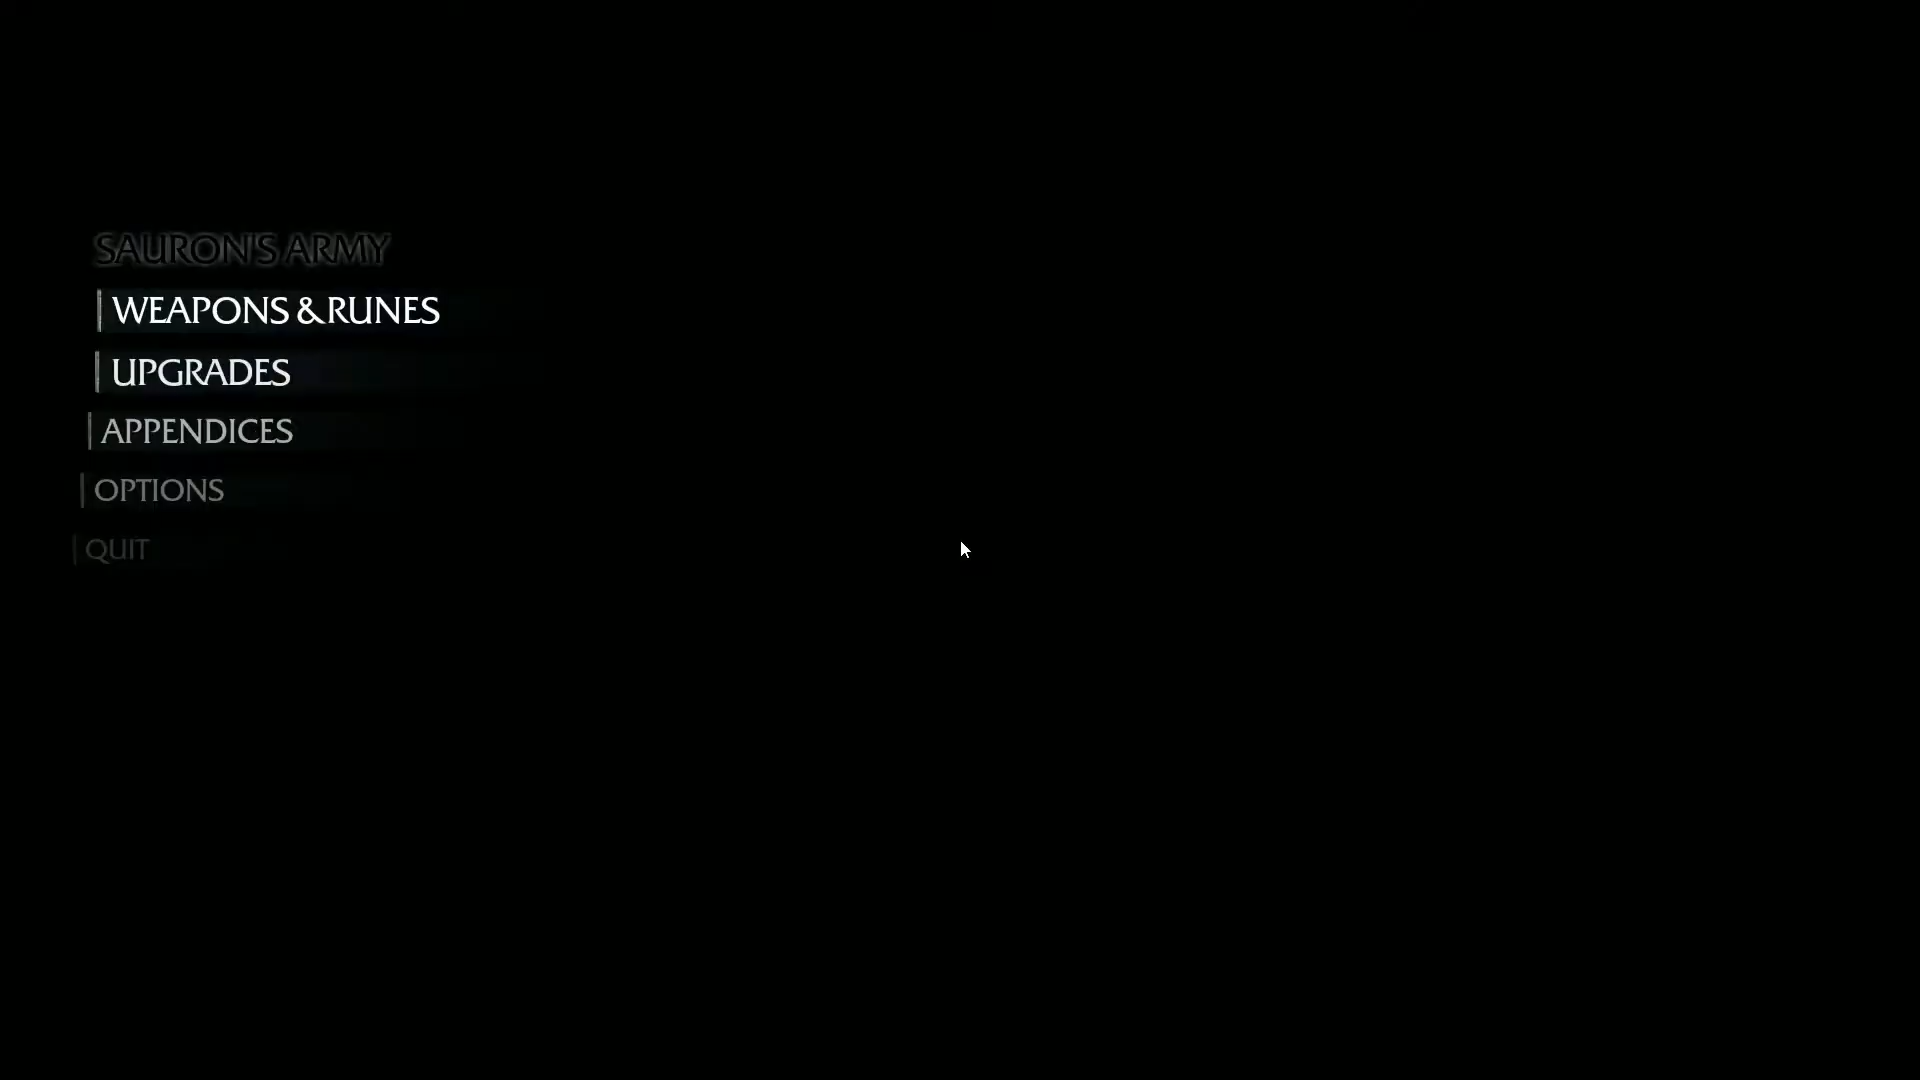 SAURON'S ARMY
WEAPONS & RUNES
UPGRADES
APPENDICES
OPTIONS
QUIT